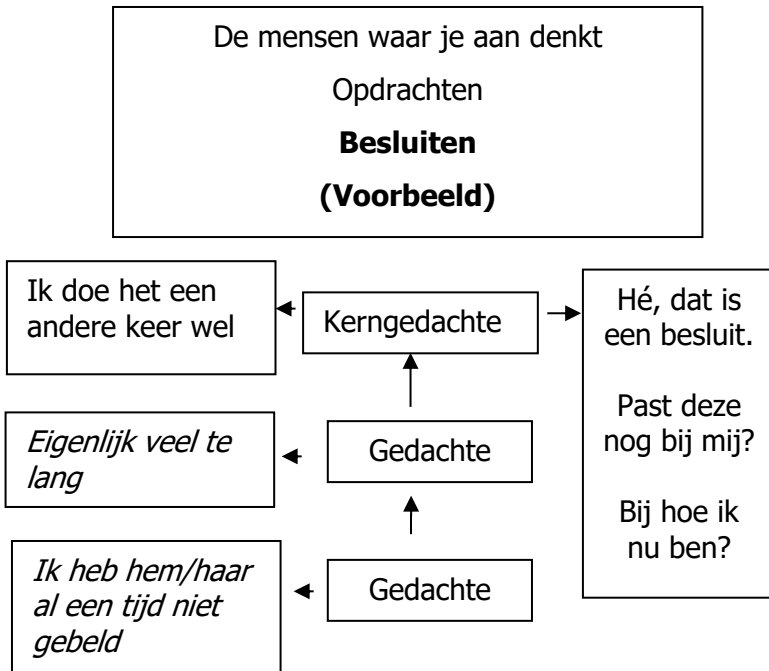 De mensen waar je aan denkt
Opdrachten
Besluiten
(Voorbeeld)
Ik doe het een
andere keer wel
Kerngedachte
Hé, dat is
een besluit.
Past deze
nog bij mij?
Bij hoe ik
nu ben?
Eigenlijk veel te
lang
Gedachte
Ik heb hem/haar
al een tijd niet
gebeld
Gedachte